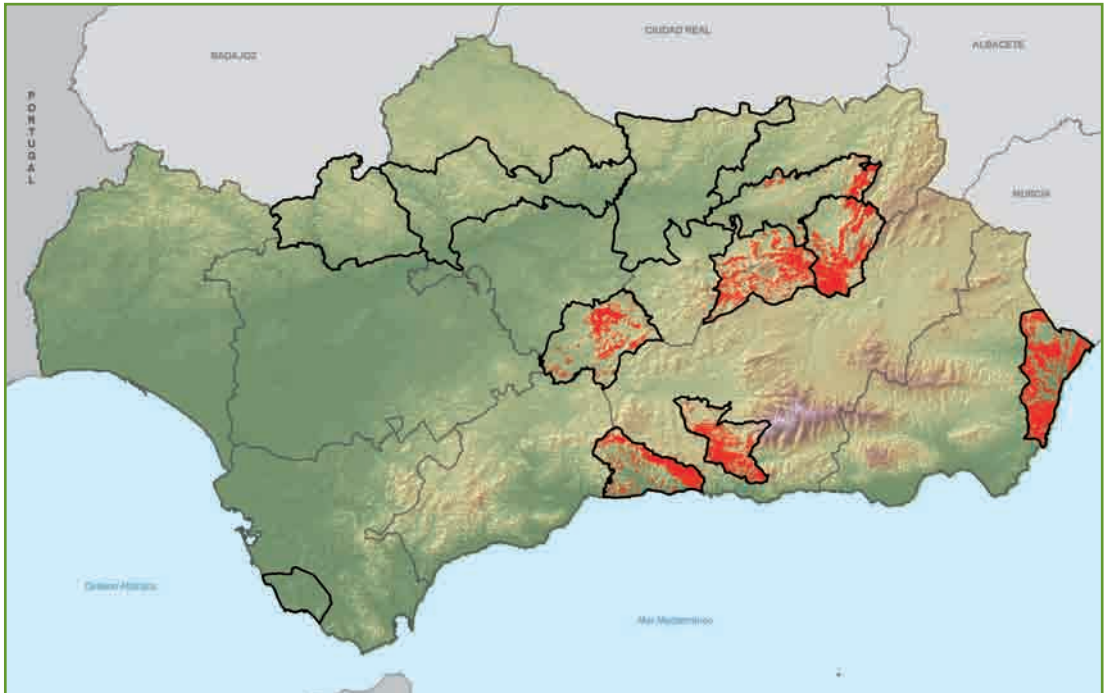 CIUDAD REAL
ALBACETE
BADAJOZ
PORTUGAL
MURCIA
Océano Atlántico
Mar Mediterráneo